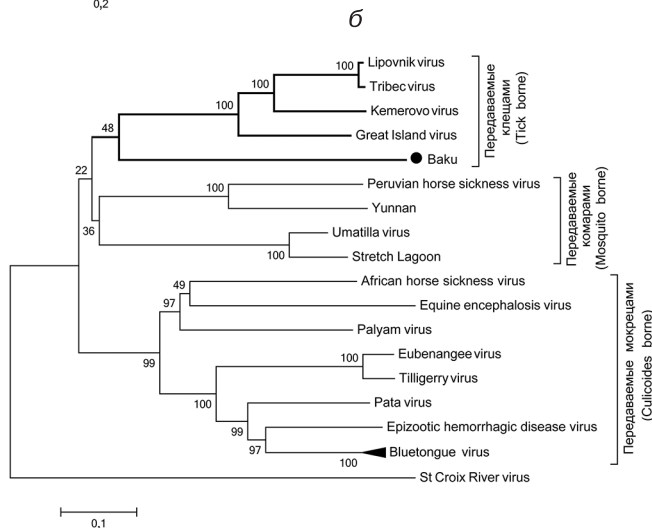 0,2
б
Lipovnik virus
100
Tribec virus
100
100
Kemerovo virus
Great Island virus
48
Baku
Передаваемые
клещами
(Tick borne)
22
Peruvian horse sickness virus
100
Yunnan
36
Umatilla virus
100
Stretch Lagoon
Передаваемые
комарами
(Mosquito borne)
African horse sickness virus
49
Equine encephalosis virus
97
Palyam virus
99
Eubenangee virus
100
Tilligerry virus
100
Pata virus
99
Epizootic hemorrhagic disease virus
97
Bluetongue virus
100
Передаваемые мокрецами
(Culicoides borne)
St Croix River virus
0,1